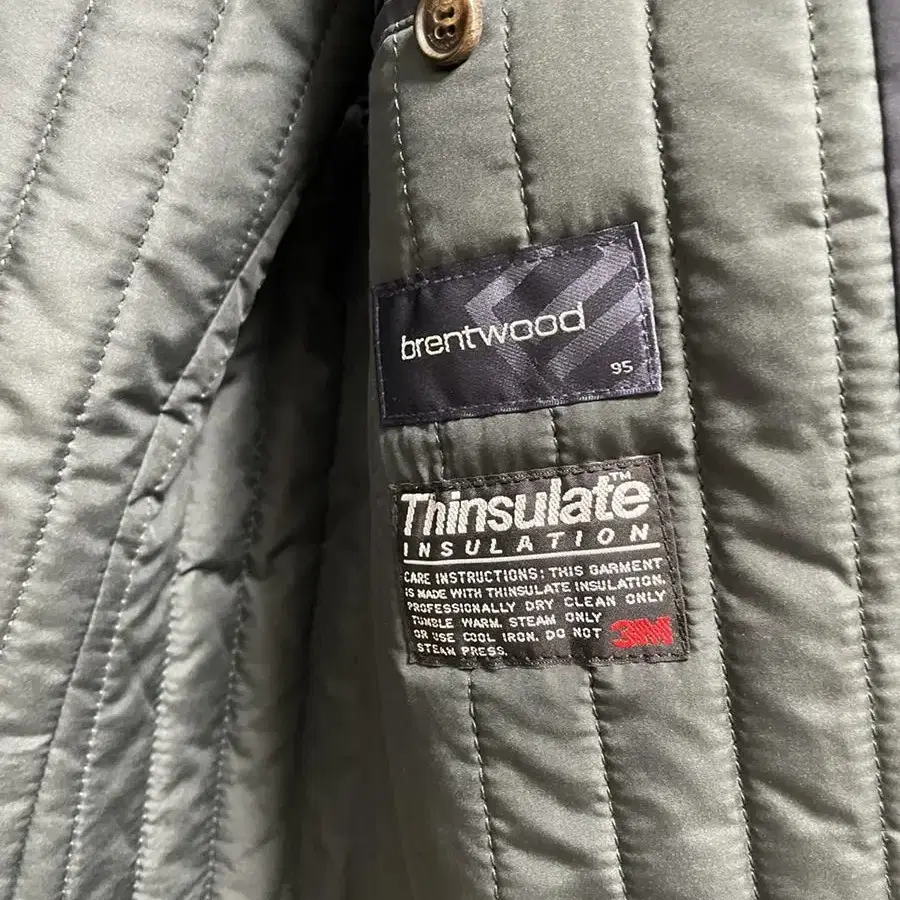 brentwood
95
Thinsulate™
INSULATION
CARE INSTRUCTIONS: THIS GARMENT
IS MADE WITH THINSULATE INSULATION.
PROFESSIONALLY DRY CLEAN ONLY
TUMBLE WARM. STEAM ONLY
OR USE COOL IRON. DO NOT
STEAM PRESS.
3M